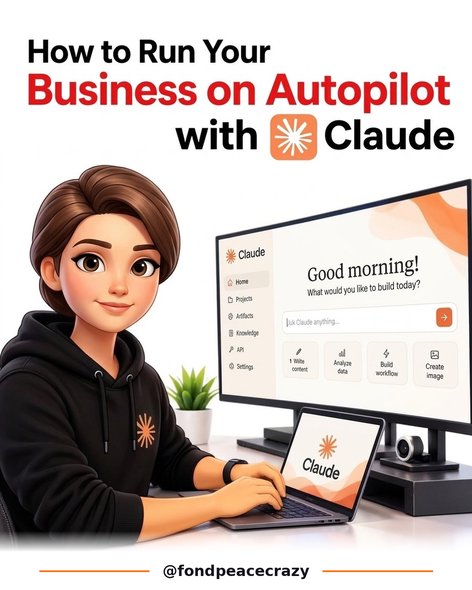 How to Run Your
Business on Autopilot
with Claude
Claude
Home
Projects
Artifacts
Knowledge
API
Settings
Good morning!
What would you like to build today?
Ask Claude anything...
Write content
Analyze data
Build workflow
Create image
Claude
@fondpeacecrazy